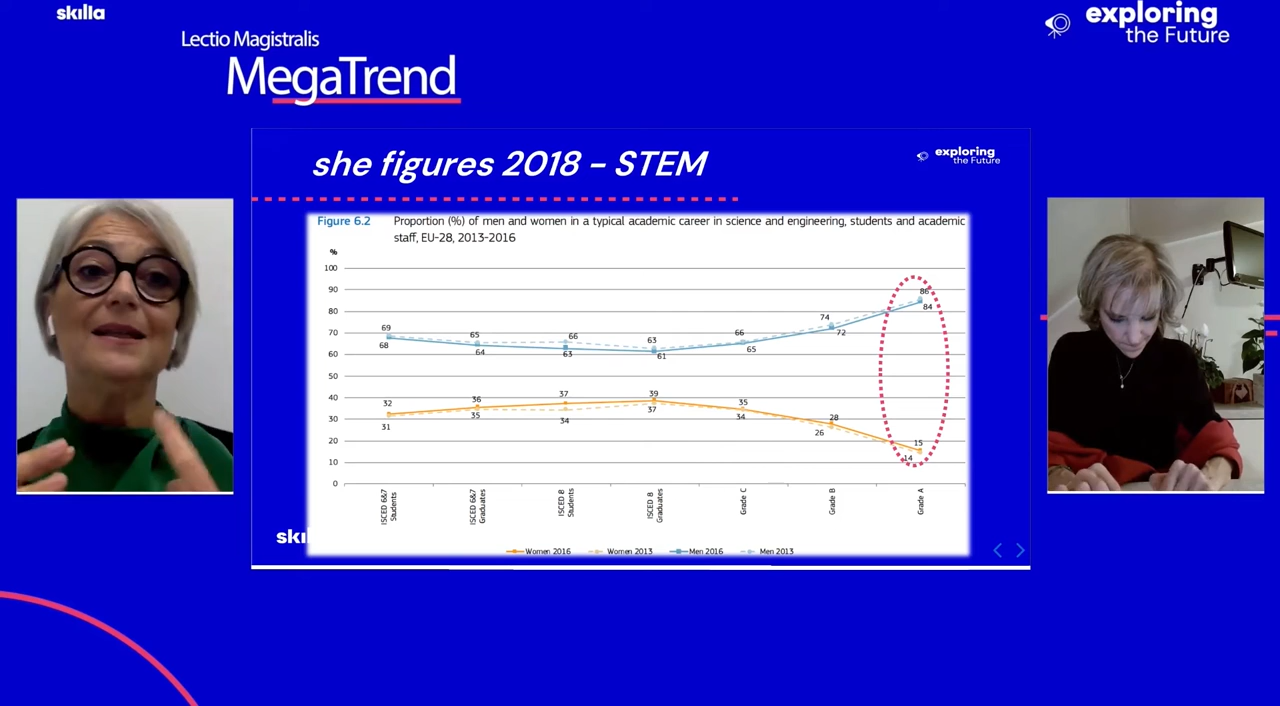 skılla
Lectio Magistralis
MegaTrend
exploring
the Future
she figures 2018 – STEM
exploring
the Future
Figure 6.2 Proportion (%) of men and women in a typical academic career in science and engineering, students and academic
staff, EU-28, 2013-2016
%
100
90
80
70
60
50
40
30
20
10
0
69 65 66 63 66 74 86
68 64 63 61 65 72 84
32 36 37 39 35 28 15
31 35 34 37 34 26 14
ISCED 6&7
Students
ISCED 6&7
Graduates
ISCED 8
Students
ISCED 8
Graduates
Grade C
Grade B
Grade A
skı
Women 2016 Women 2013 Men 2016 Men 2013